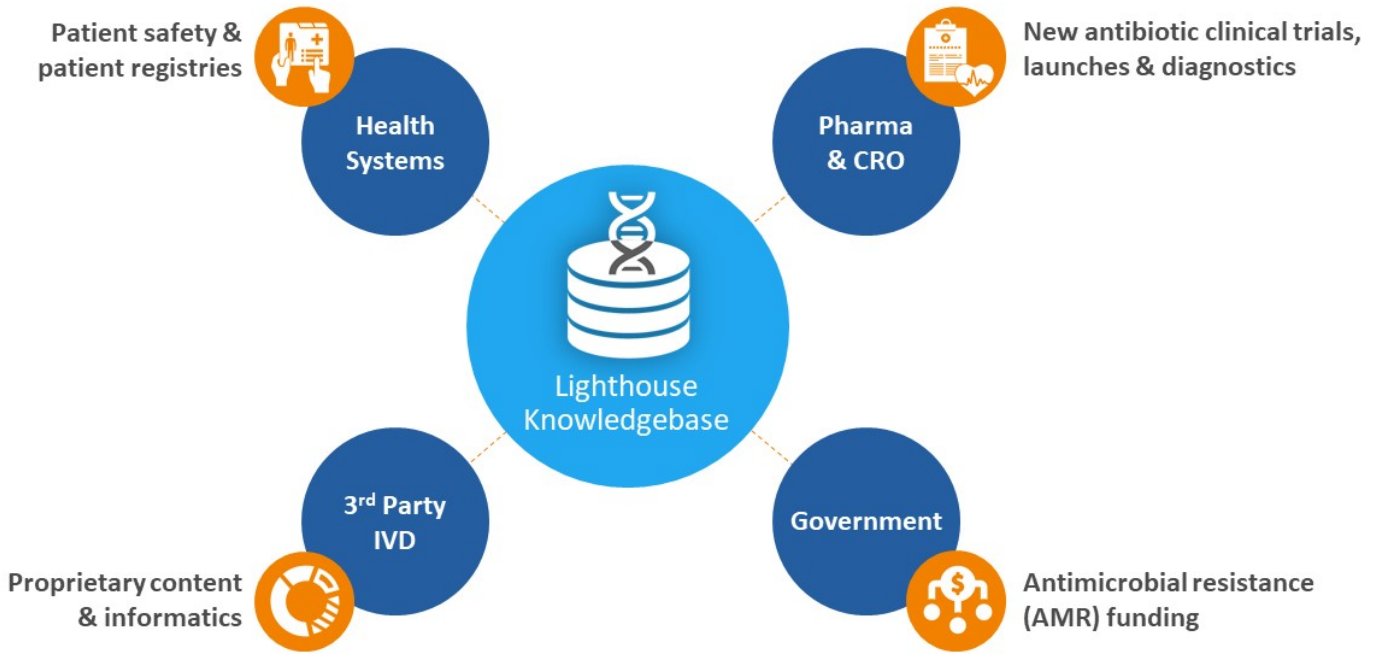 Patient safety &
patient registries
Health
Systems
New antibiotic clinical trials,
launches & diagnostics
Pharma
& CRO
Lighthouse
Knowledgebase
3rd Party
IVD
Proprietary content
& informatics
Government
$
Antimicrobial resistance
(AMR) funding